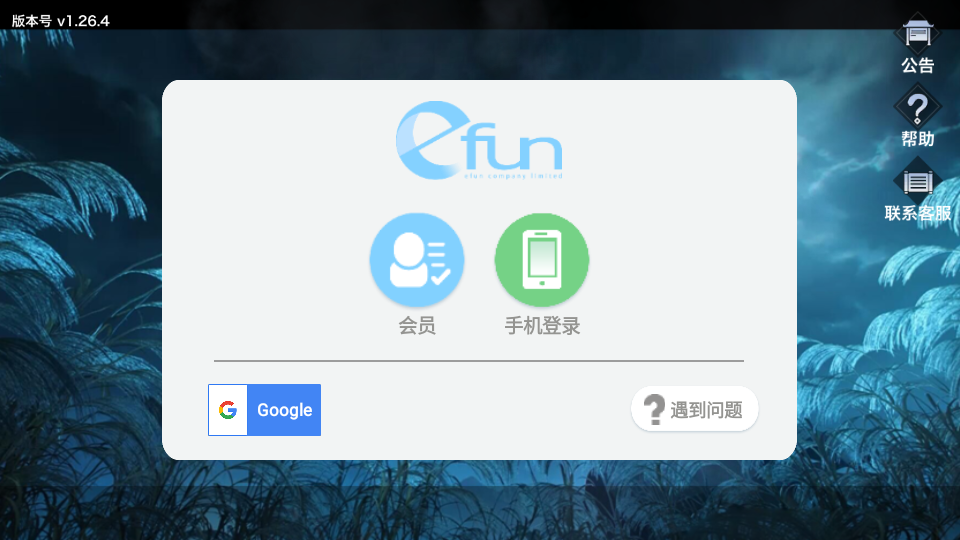 版本号 v1.26.4
公告
帮助
联系客服
efun
efun company limited
会员
手机登录
Google
遇到问题